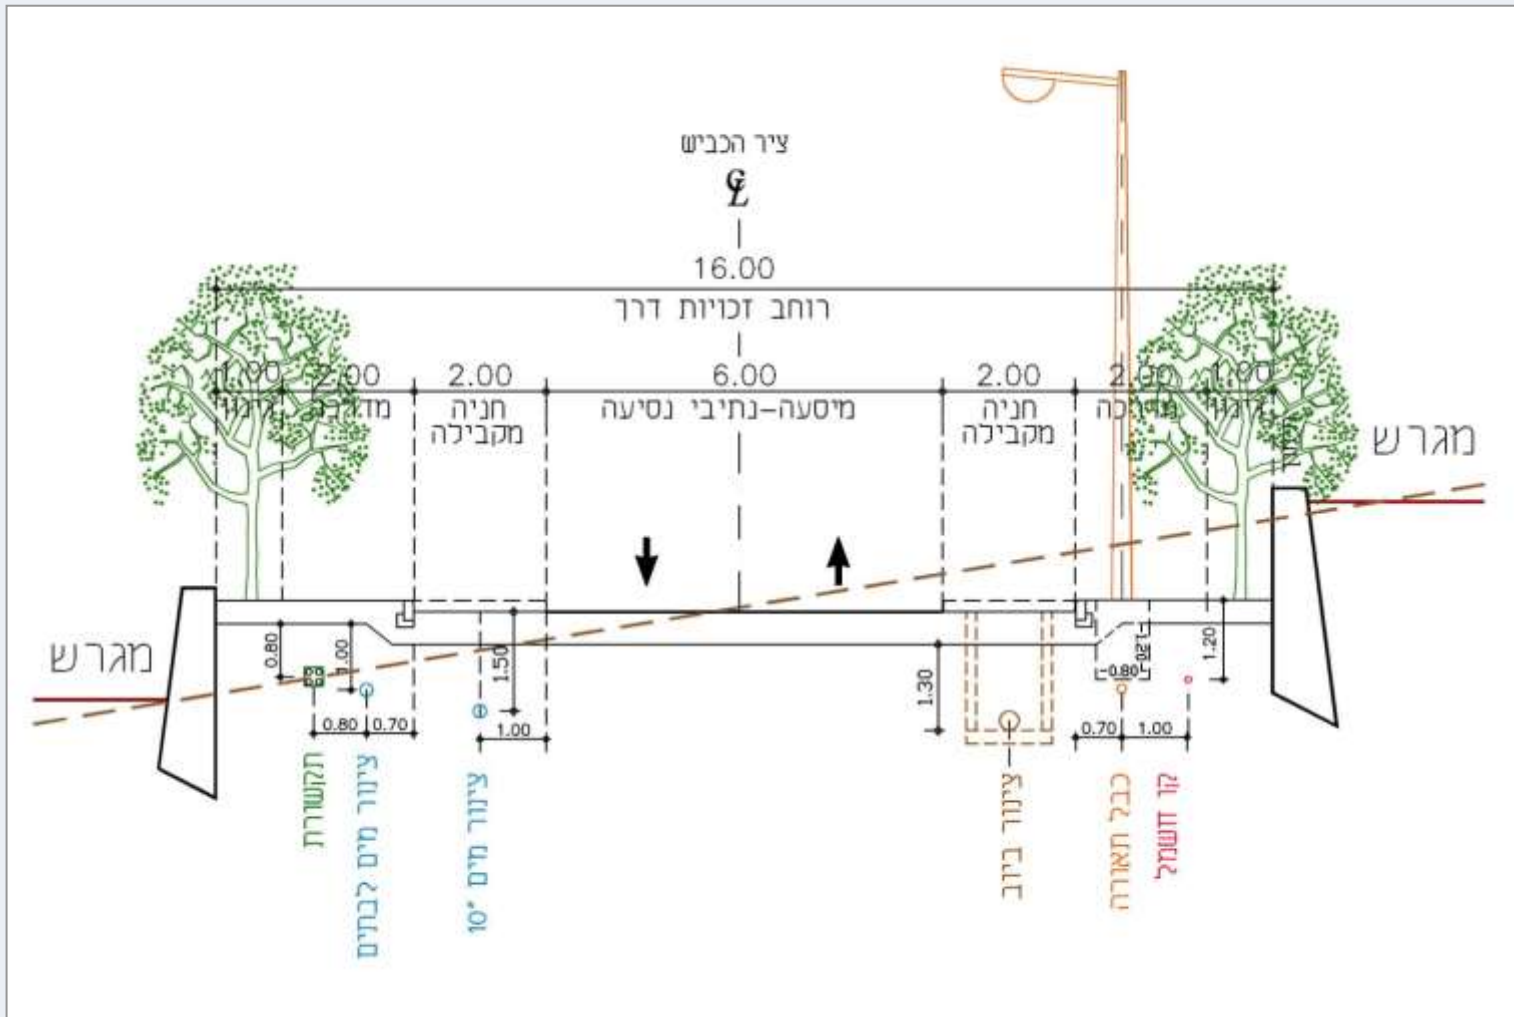 ציר הכביש
℄
16.00
רוחב זכויות דרך
1.00
2.00
2.00
6.00
2.00
2.00
1.00
מדרכה
חניה
מקבילה
מיסעה-נתיבי נסיעה
חניה
מקבילה
מדרכה
מגרש
מגרש
0.80
1.00
1.50
1.30
1.20
0.80
1.20
0.80
0.70
1.00
0.70
1.00
תקשורת
צינור מים לבתים
צינור מים 10"
צינור ביוב
כבל תאורה
קו חשמל